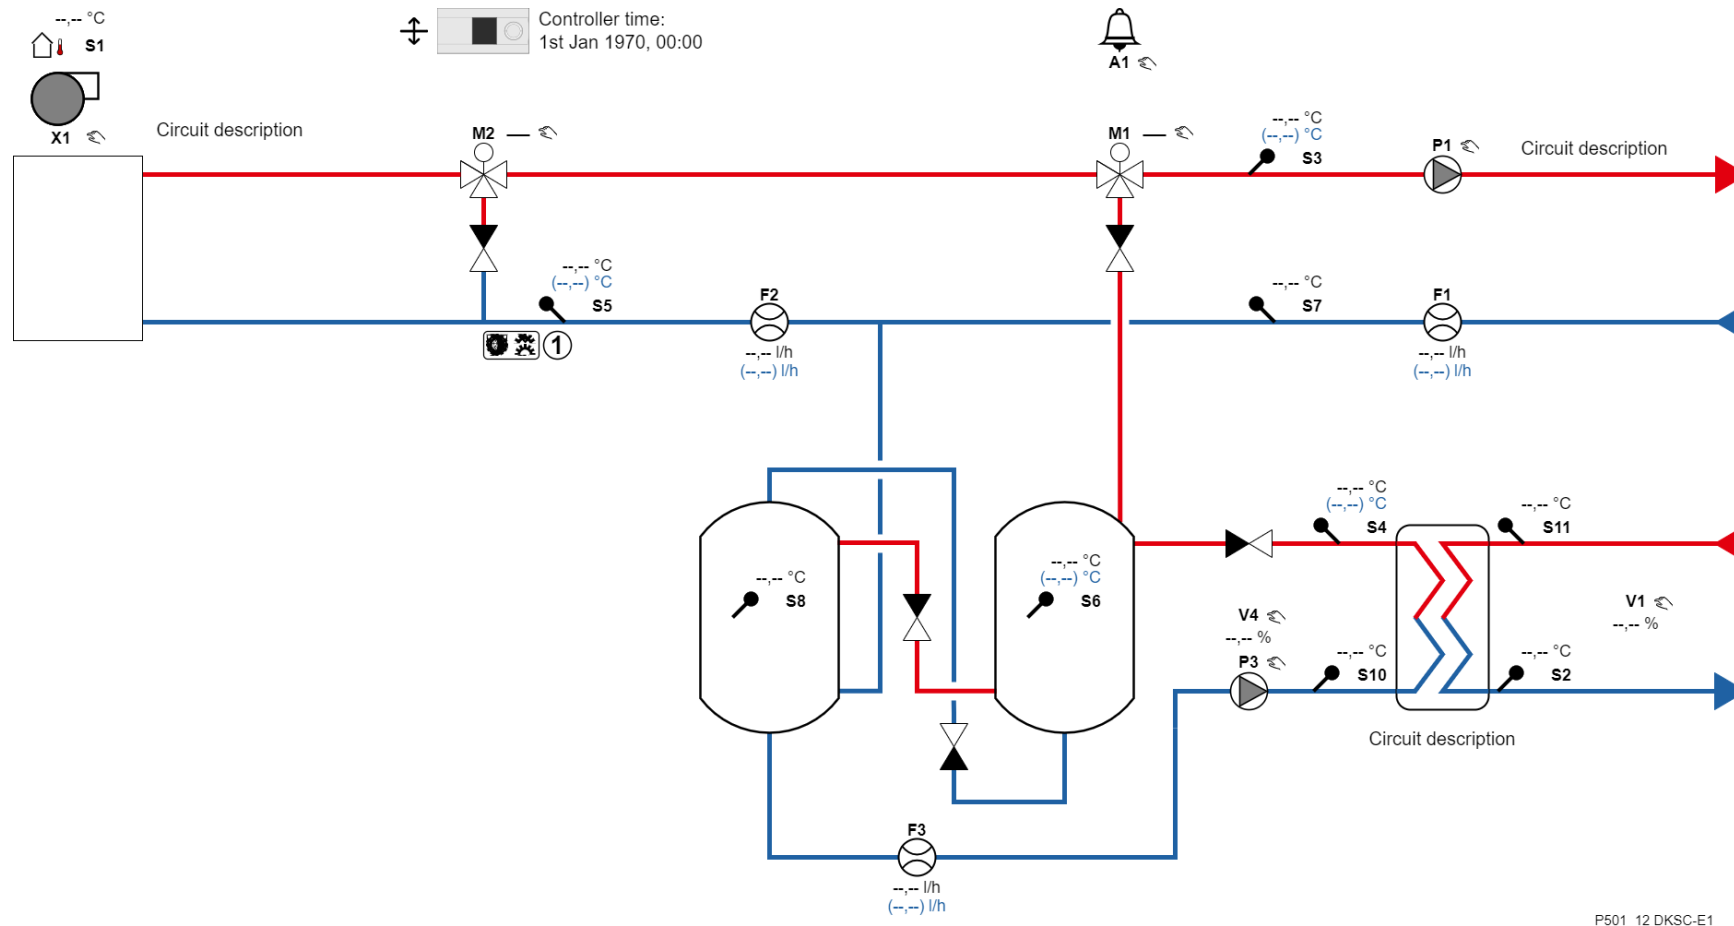 --,-- °C
S1
X1
Controller time:
1st Jan 1970, 00:00
A1
Circuit description
M2
M1
--,-- °C
(--,--) °C
S3
P1
Circuit description
--,-- °C
(--,--) °C
S5
F2
--,-- l/h
(--,--) l/h
1
--,-- °C
S7
F1
--,-- l/h
(--,--) l/h
--,-- °C
S8
--,-- °C
(--,--) °C
S6
--,-- °C
(--,--) °C
S4
--,-- °C
S11
V4
--,-- %
P3
--,-- °C
S10
--,-- °C
S2
V1
--,-- %
Circuit description
F3
--,-- l/h
(--,--) l/h
P501 12 DKSC-E1